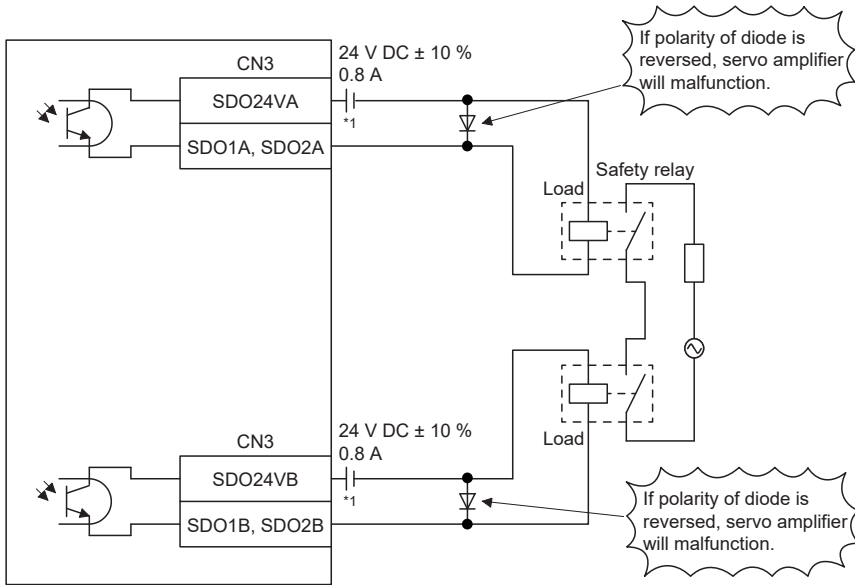 If polarity of diode is
reversed, servo amplifier
will malfunction.
24 V DC ± 10 %
0.8 A
CN3
SDO24VA
*1
SDO1A, SDO2A
Safety relay
Load
Load
24 V DC ± 10 %
0.8 A
CN3
SDO24VB
*1
SDO1B, SDO2B
If polarity of diode is
reversed, servo amplifier
will malfunction.